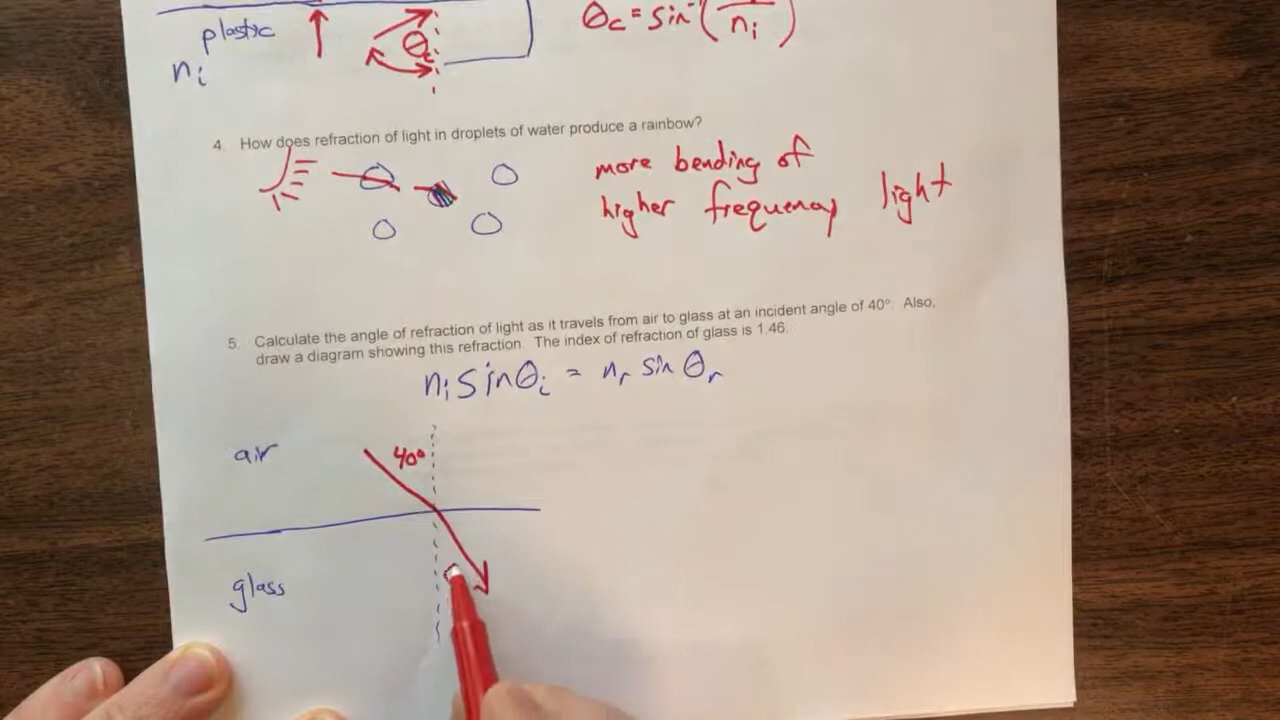 plastic
θc = sin⁻¹(
ni
ni
θc
4. How does refraction of light in droplets of water produce a rainbow?
more bending of
higher frequency light
5. Calculate the angle of refraction of light as it travels from air to glass at an incident angle of 40°. Also,
draw a diagram showing this refraction. The index of refraction of glass is 1.46.
ni sin θi = nr sin θr
air
40°
glass